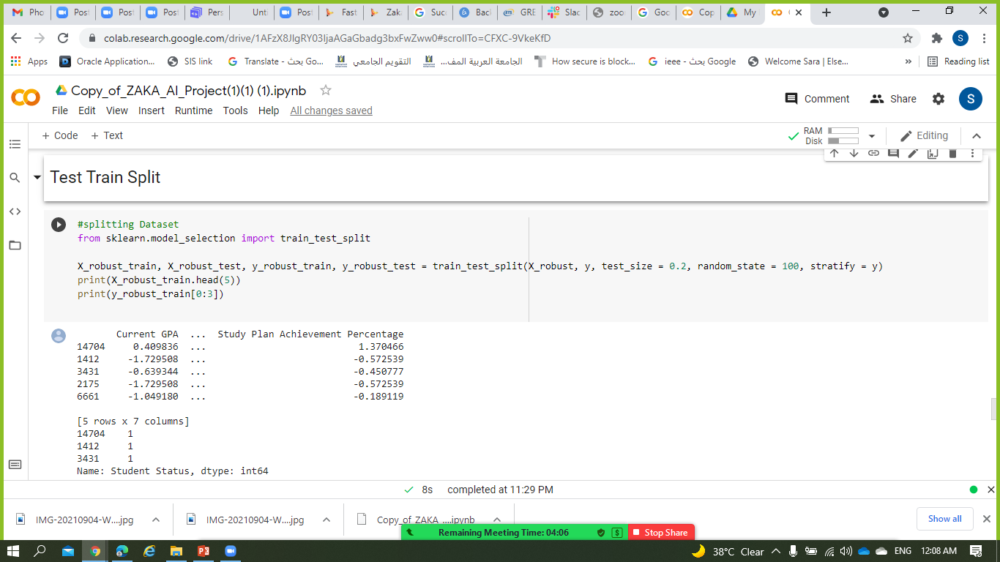 Pho
Post
Post
Post
Pers
Unti
Post
Fast
Zaka
Suc
Bacl
GRE
Slac
zoo
Goo
Cop
My
colab.research.google.com/drive/1AFzX8JlgRY03IjaAGaGbadg3bxFwZww0#scrollTo=CFXC-9VkeKfD
S
Apps
Oracle Application...
SIS link
Translate - بحث Go...
التقويم الجامعي
الجامعة العربية المف...
How secure is block...
ieee - بحث Google
Welcome Sara | Else...
»
Reading list
Copy_of_ZAKA_AI_Project(1)(1) (1).ipynb
File Edit View Insert Runtime Tools Help All changes saved
Comment
Share
S
+ Code + Text
RAM
Disk
Editing
Test Train Split
#splitting Dataset
from sklearn.model_selection import train_test_split
X_robust_train, X_robust_test, y_robust_train, y_robust_test = train_test_split(X_robust, y, test_size = 0.2, random_state = 100, stratify = y)
print(X_robust_train.head(5))
print(y_robust_train[0:3])
Current GPA ... Study Plan Achievement Percentage
14704 0.409836 ... 1.370466
1412 -1.729508 ... -0.572539
3431 -0.639344 ... -0.450777
2175 -1.729508 ... -0.572539
6661 -1.049180 ... -0.189119
[5 rows x 7 columns]
14704 1
1412 1
3431 1
Name: Student Status, dtype: int64
8s completed at 11:29 PM
IMG-20210904-W....jpg
IMG-20210904-W....jpg
Copy_of_ZAKA_....ipynb
Show all
Remaining Meeting Time: 04:06
Stop Share
38°C Clear
ENG
12:08 AM